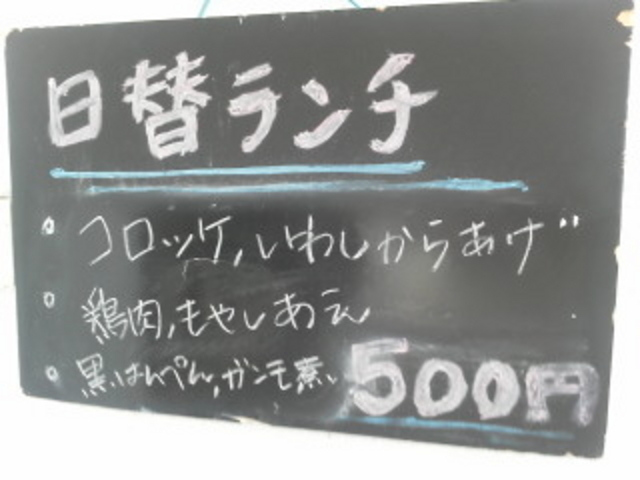 日替ランチ
コロッケ,いわしからあげ
鶏肉,もやしあえ
黒はんぺん,ガンモ煮
500円